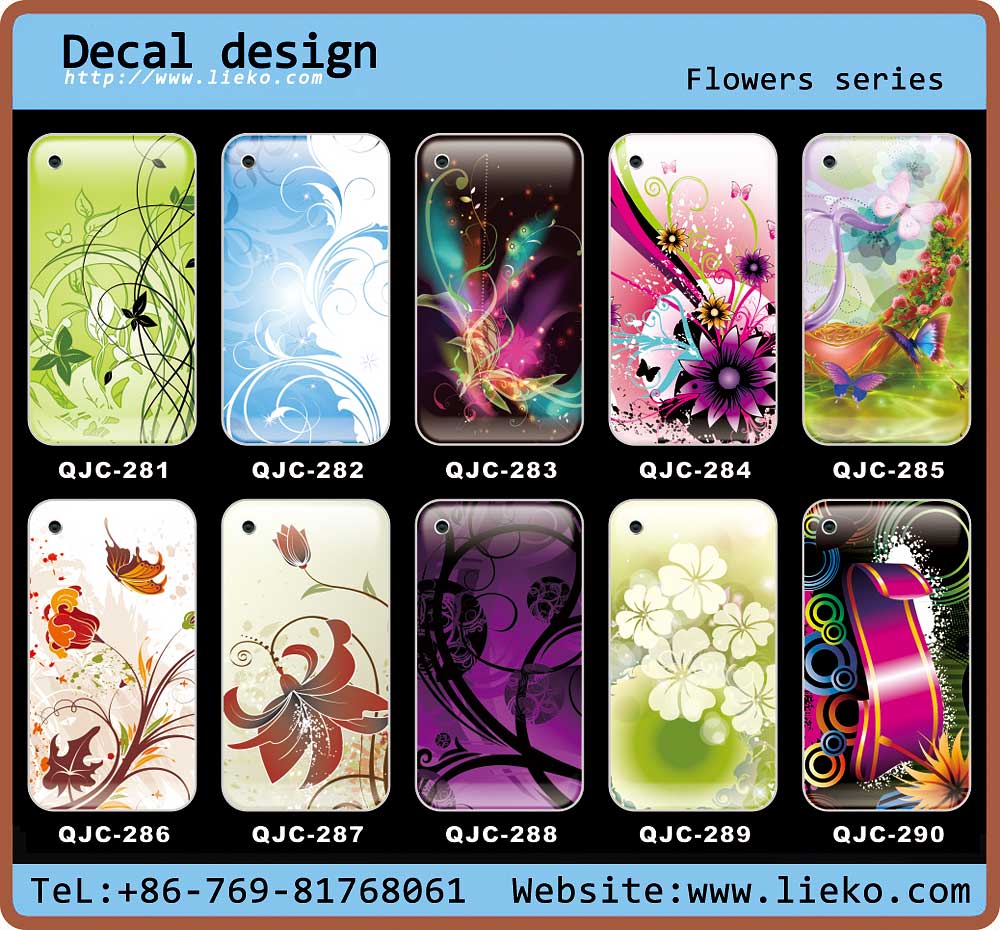 Decal design
http://www.lieko.com
Flowers series
QJC-281 QJC-282 QJC-283 QJC-284 QJC-285
QJC-286 QJC-287 QJC-288 QJC-289 QJC-290
TeL:+86-769-81768061 Website:www.lieko.com